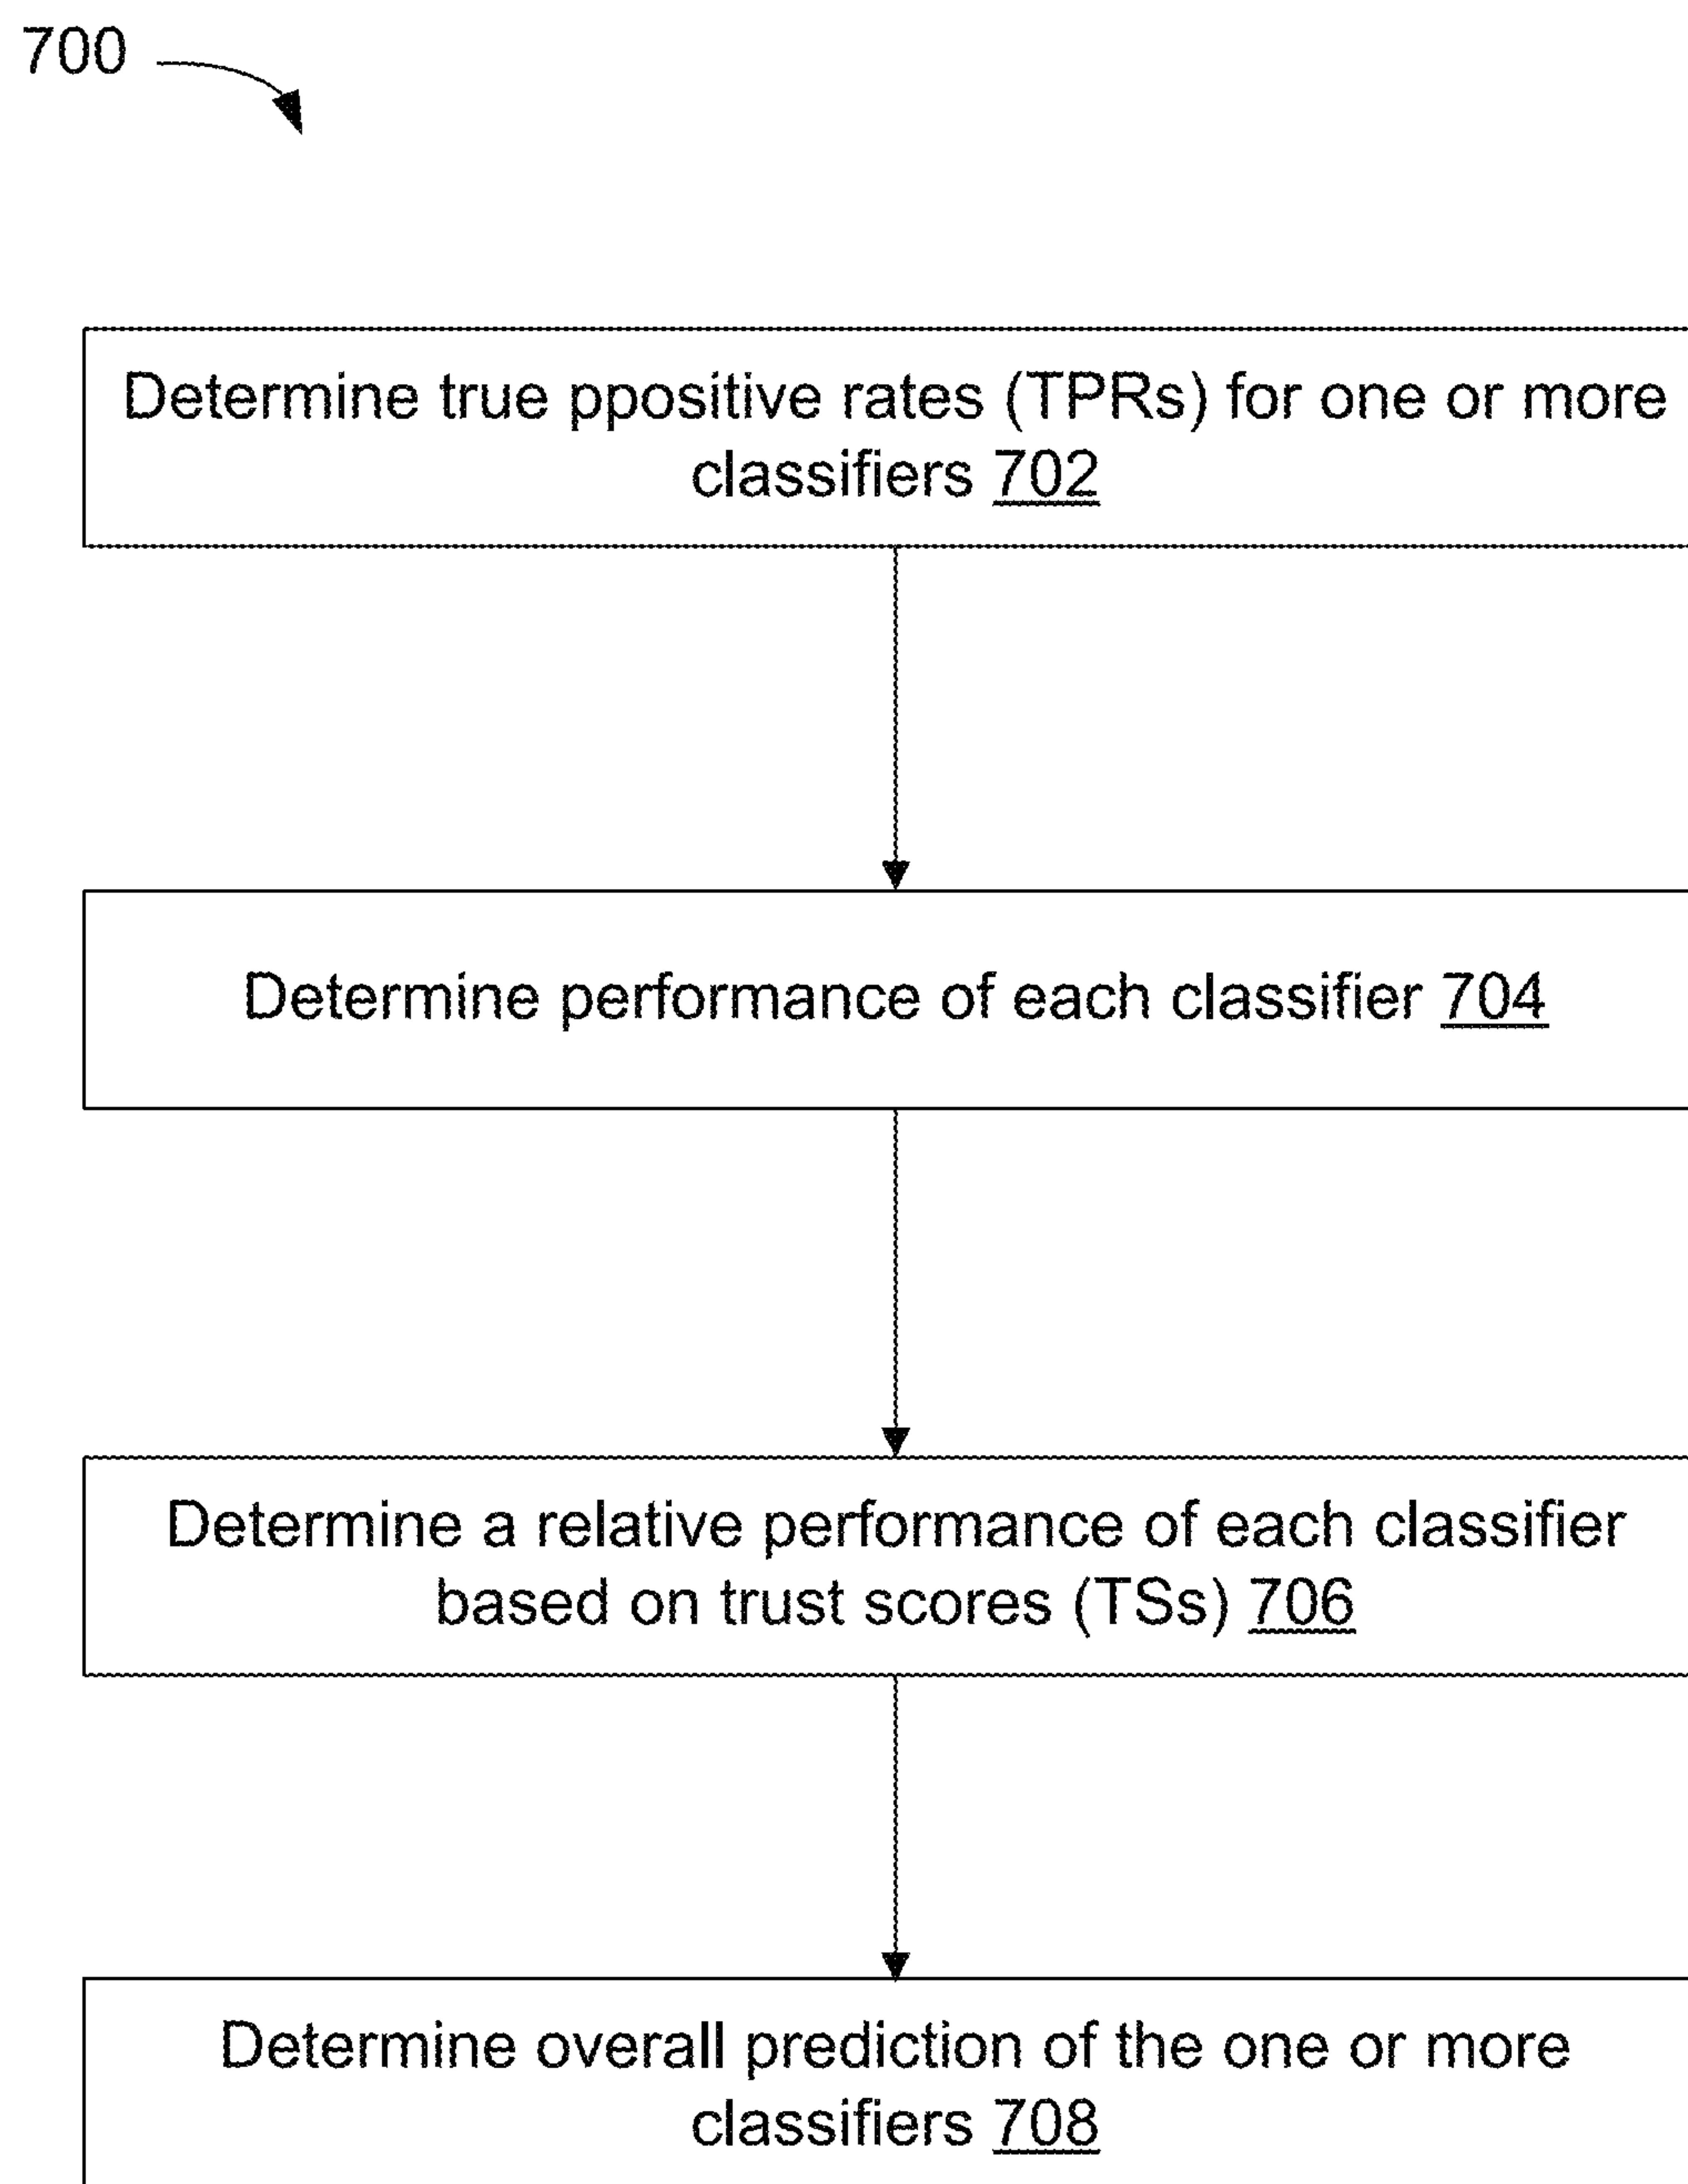 700
Determine true ppositive rates (TPRs) for one or more
classifiers 702
Determine performance of each classifier 704
Determine a relative performance of each classifier
based on trust scores (TSs) 706
Determine overall prediction of the one or more
classifiers 708